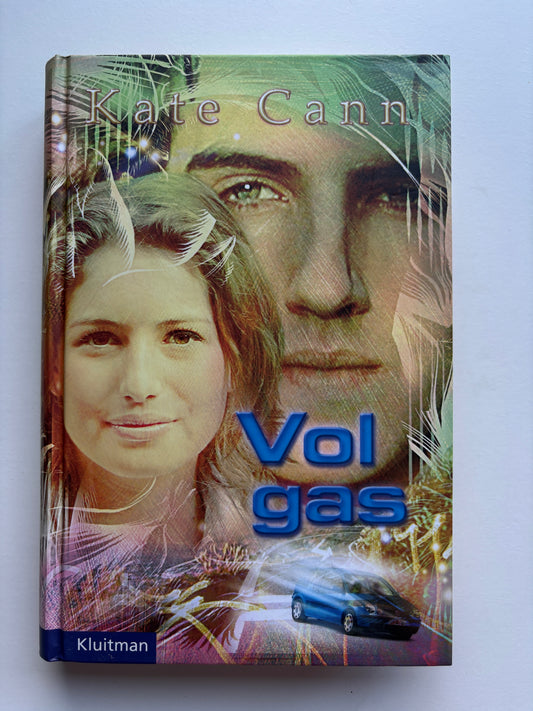 Kate Cann
Vol
gas
Kluitman